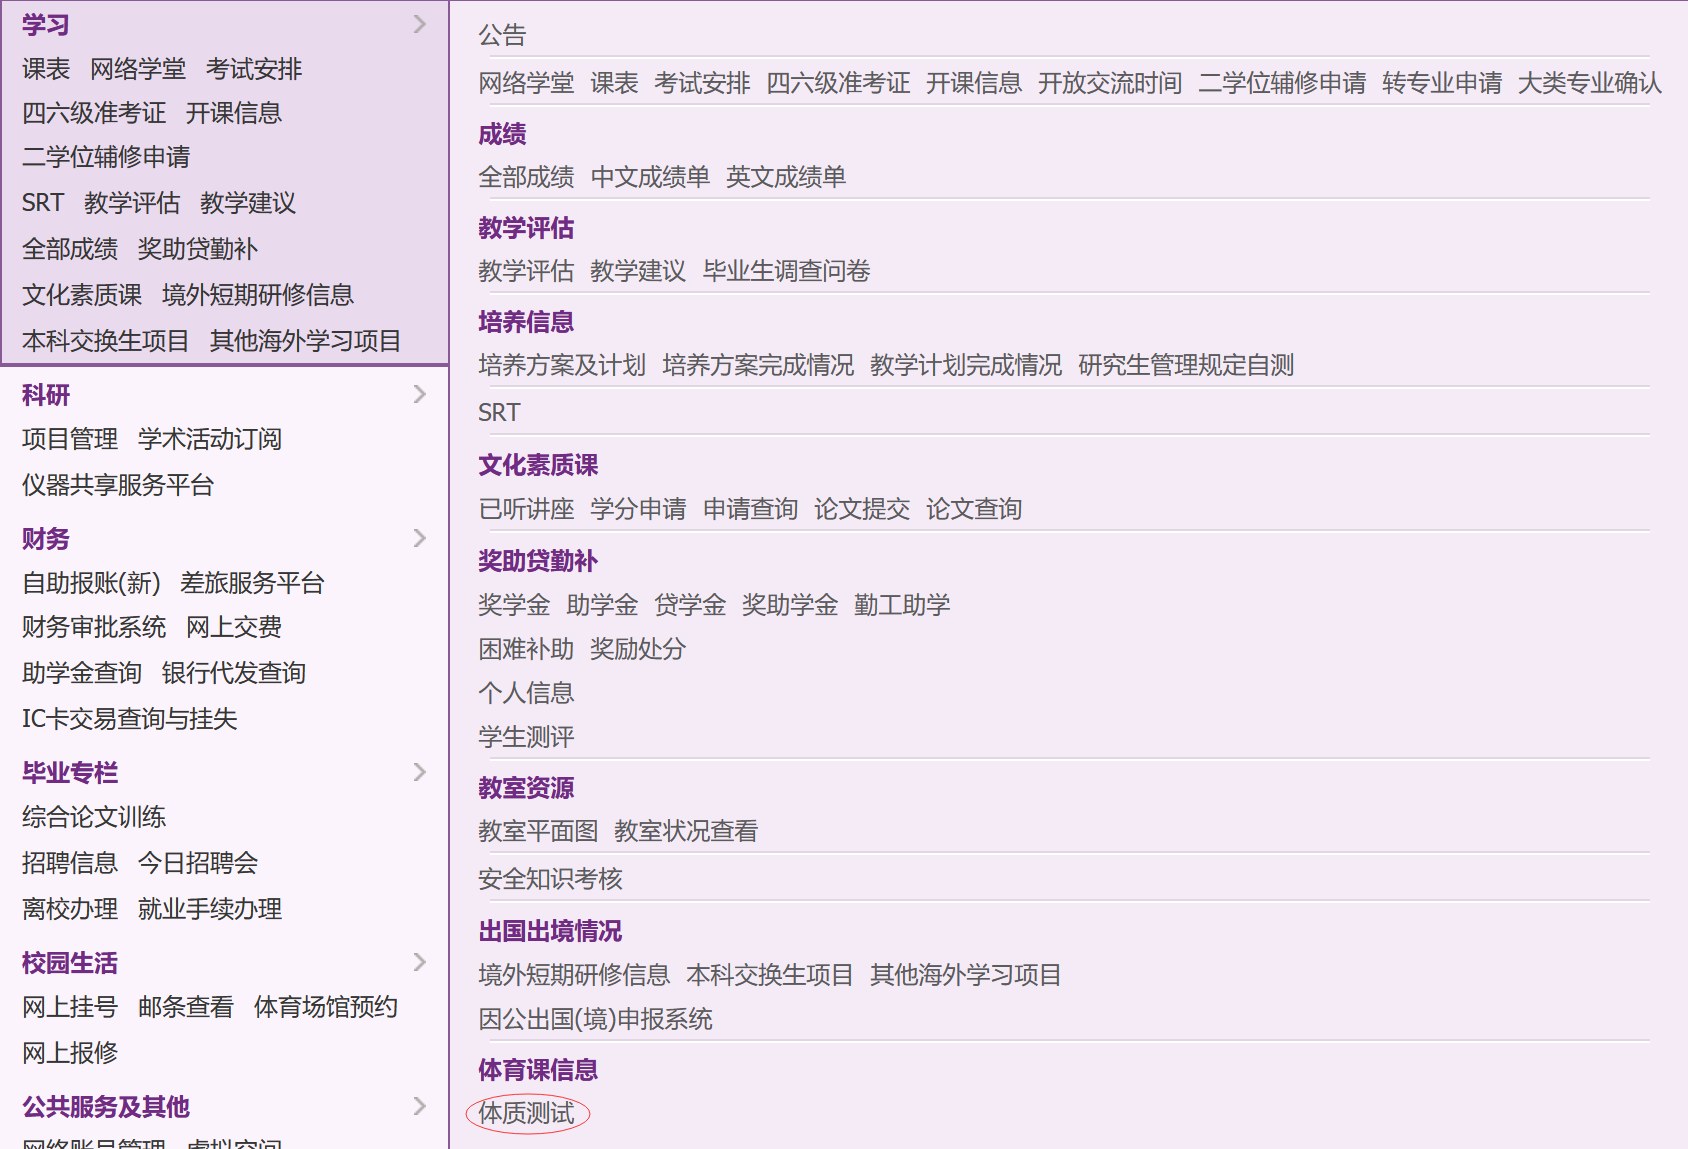 学习
课表 网络学堂 考试安排
四六级准考证 开课信息
二学位辅修申请
SRT 教学评估 教学建议
全部成绩 奖助贷勤补
文化素质课 境外短期研修信息
本科交换生项目 其他海外学习项目
科研
项目管理 学术活动订阅
仪器共享服务平台
财务
自助报账(新) 差旅服务平台
财务审批系统 网上交费
助学金查询 银行代发查询
IC卡交易查询与挂失
毕业专栏
综合论文训练
招聘信息 今日招聘会
离校办理 就业手续办理
校园生活
网上挂号 邮条查看 体育场馆预约
网上报修
公共服务及其他
网络账号管理 虚拟空间
公告
网络学堂 课表 考试安排 四六级准考证 开课信息 开放交流时间 二学位辅修申请 转专业申请 大类专业确认
成绩
全部成绩 中文成绩单 英文成绩单
教学评估
教学评估 教学建议 毕业生调查问卷
培养信息
培养方案及计划 培养方案完成情况 教学计划完成情况 研究生管理规定自测
SRT
文化素质课
已听讲座 学分申请 申请查询 论文提交 论文查询
奖助贷勤补
奖学金 助学金 贷学金 奖助学金 勤工助学
困难补助 奖励处分
个人信息
学生测评
教室资源
教室平面图 教室状况查看
安全知识考核
出国出境情况
境外短期研修信息 本科交换生项目 其他海外学习项目
因公出国(境)申报系统
体育课信息
体质测试